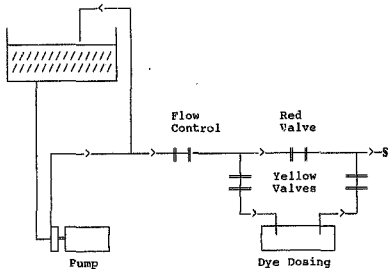 Flow
Control
Red
Valve
Yellow
Valves
Pump
Dye Dosing